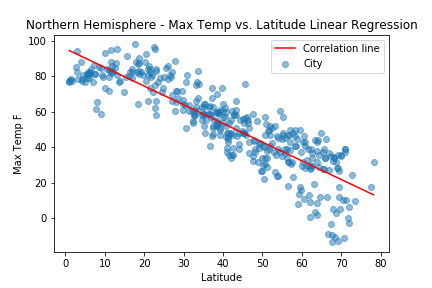 Northern Hemisphere - Max Temp vs. Latitude Linear Regression
Correlation line
City
Max Temp F
100
80
60
40
20
0
0 10 20 30 40 50 60 70 80
Latitude